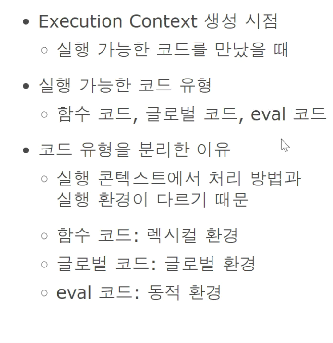 Execution Context 생성 시점
실행 가능한 코드를 만났을 때
실행 가능한 코드 유형
함수 코드, 글로벌 코드, eval 코드
코드 유형을 분리한 이유
실행 콘텍스트에서 처리 방법과
실행 환경이 다르기 때문
함수 코드: 렉시컬 환경
글로벌 코드: 글로벌 환경
eval 코드: 동적 환경